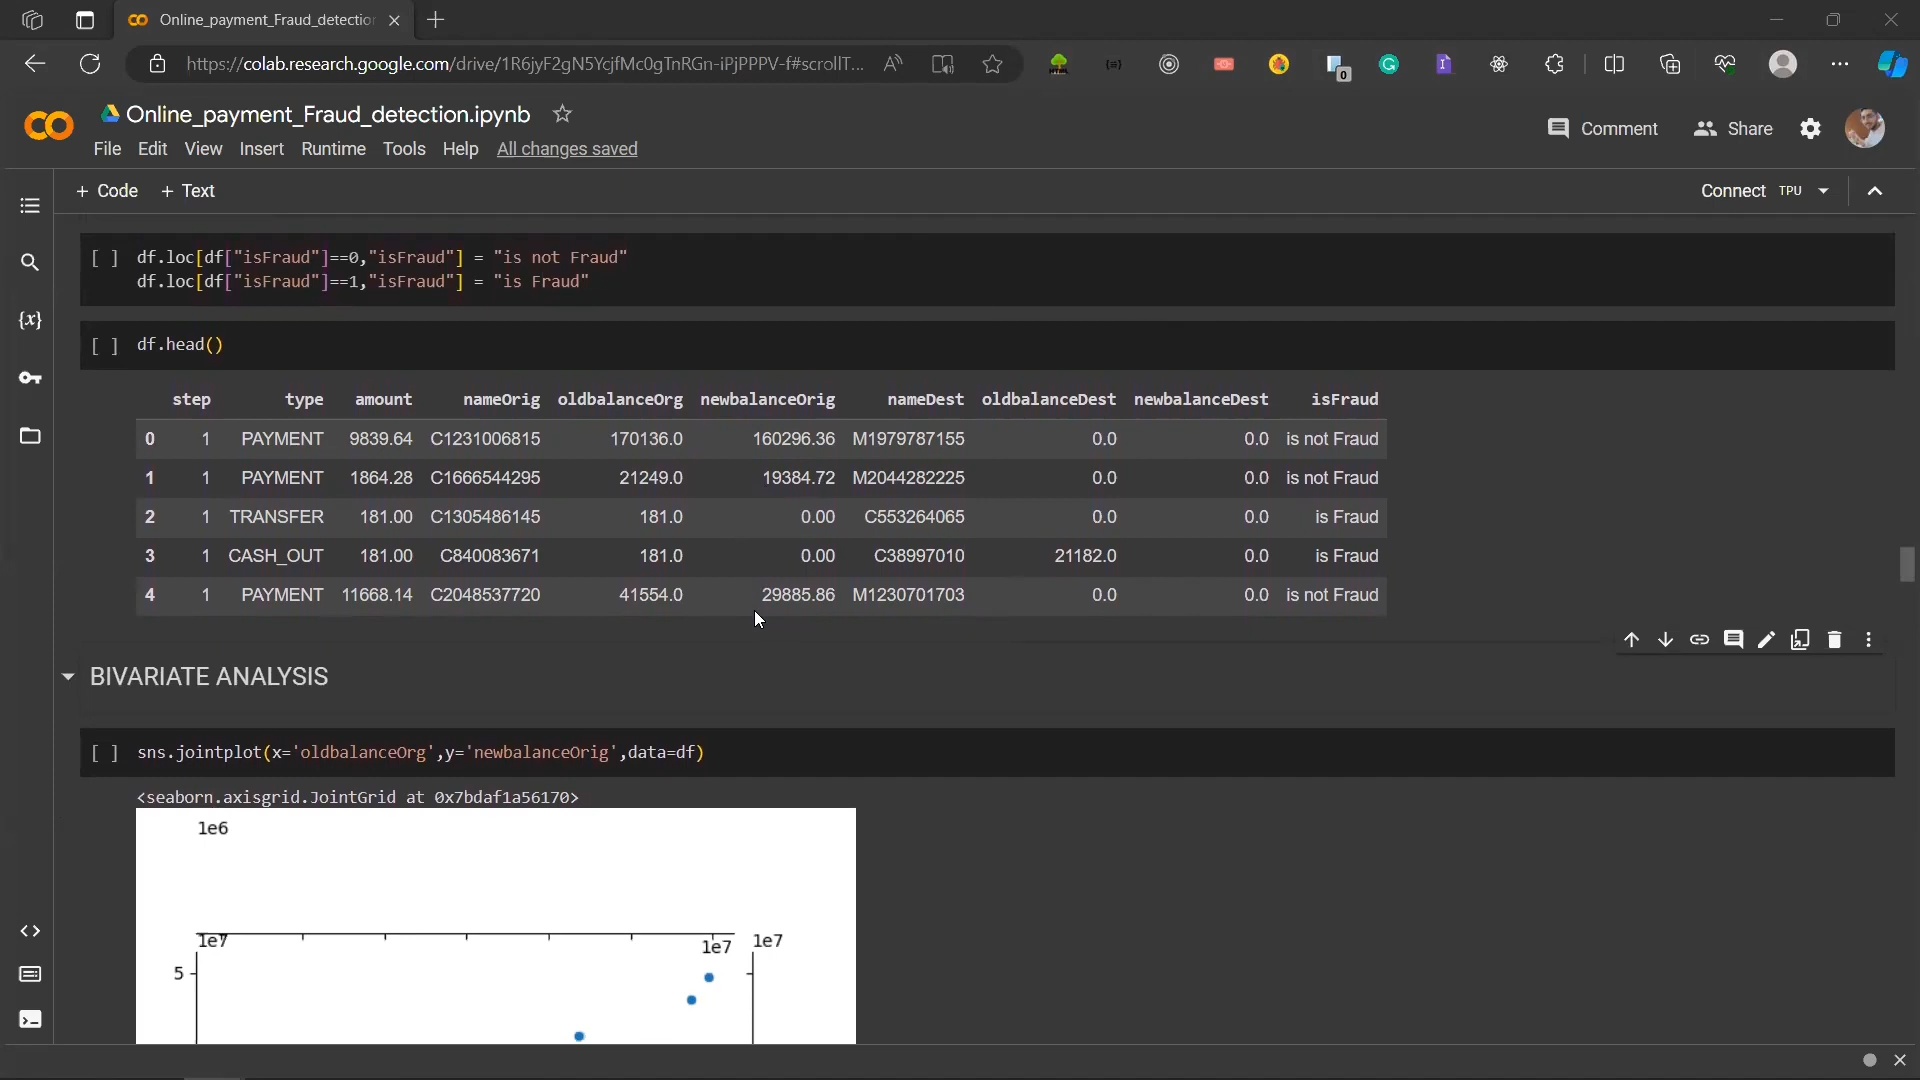 Online_payment_Fraud_detectio
https://colab.research.google.com/drive/1R6jyF2gN5YcjfMc0gTnRGn-iPjPPPV-f#scrollT...
0
Online_payment_Fraud_detection.ipynb
File Edit View Insert Runtime Tools Help All changes saved
Comment Share
+ Code + Text
Connect TPU
[ ] df.loc[df["isFraud"]==0,"isFraud"] = "is not Fraud"
df.loc[df["isFraud"]==1,"isFraud"] = "is Fraud"
[ ] df.head()
step type amount nameOrig oldbalanceOrg newbalanceOrig nameDest oldbalanceDest newbalanceDest isFraud
0 1 PAYMENT 9839.64 C1231006815 170136.0 160296.36 M1979787155 0.0 0.0 is not Fraud
1 1 PAYMENT 1864.28 C1666544295 21249.0 19384.72 M2044282225 0.0 0.0 is not Fraud
2 1 TRANSFER 181.00 C1305486145 181.0 0.00 C553264065 0.0 0.0 is Fraud
3 1 CASH_OUT 181.00 C840083671 181.0 0.00 C38997010 21182.0 0.0 is Fraud
4 1 PAYMENT 11668.14 C2048537720 41554.0 29885.86 M1230701703 0.0 0.0 is not Fraud
BIVARIATE ANALYSIS
[ ] sns.jointplot(x='oldbalanceOrg',y='newbalanceOrig',data=df)
<seaborn.axisgrid.JointGrid at 0x7bdaf1a56170>
1e6
1e7 1e7 1e7
5